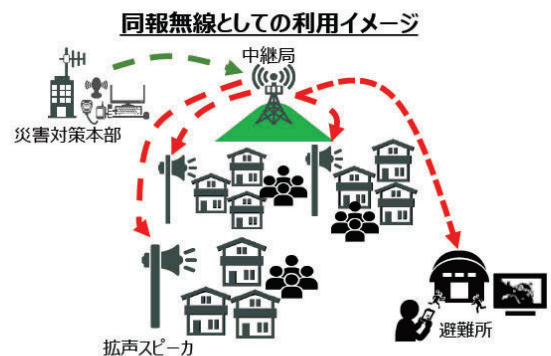 同報無線としての利用イメージ
中継局
災害対策本部
避難所
拡声スピーカ